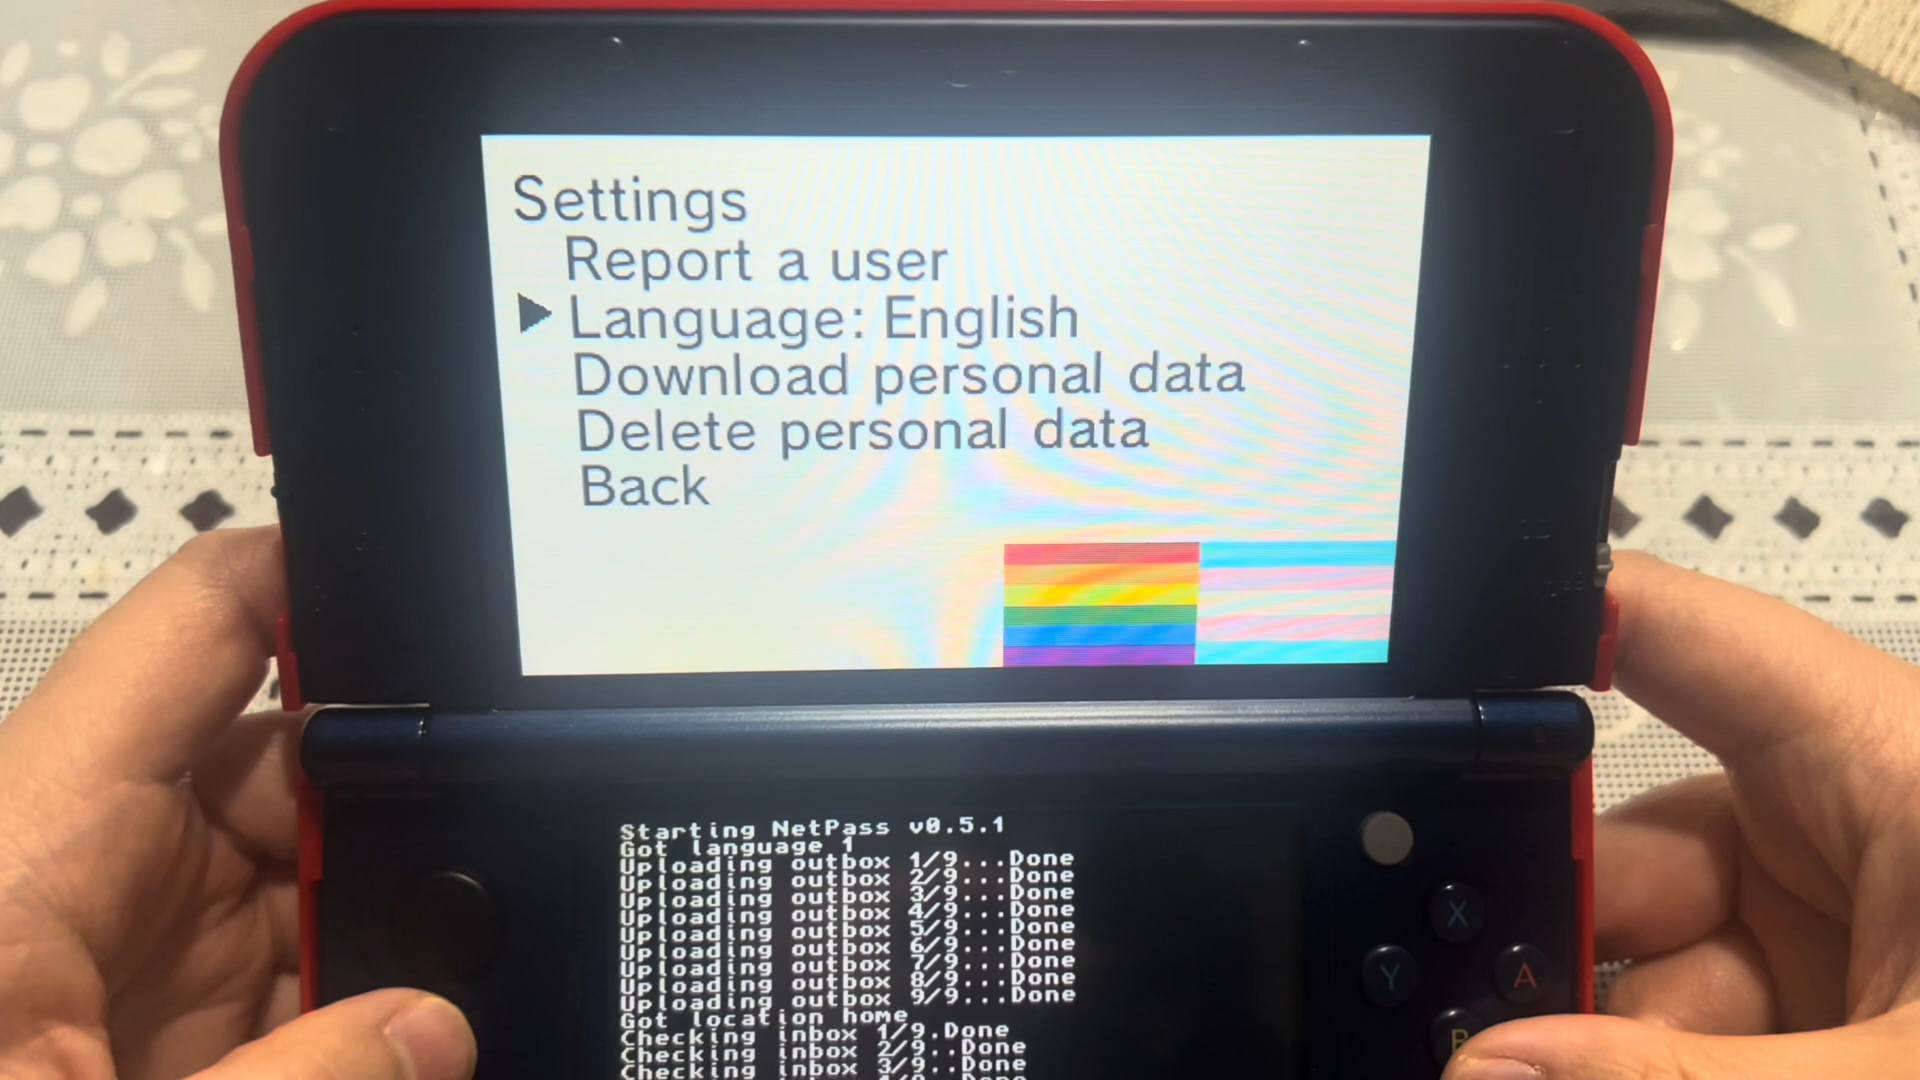 Settings
Report a user
Language: English
Download personal data
Delete personal data
Back
Starting NetPass v0.5.1
Got language 1
Uploading outbox 1/9...Done
Uploading outbox 2/9...Done
Uploading outbox 3/9...Done
Uploading outbox 4/9...Done
Uploading outbox 5/9...Done
Uploading outbox 6/9...Done
Uploading outbox 7/9...Done
Uploading outbox 8/9...Done
Uploading outbox 9/9...Done
Got location home
Checking inbox 1/9.Done
Checking inbox 2/9..Done
Checking inbox 3/9..Done
X
Y
A
B